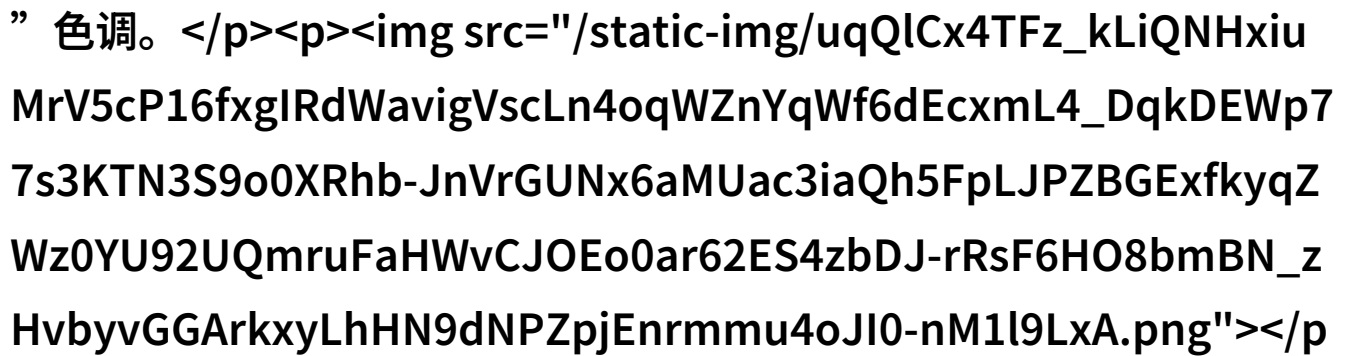 ”色调。</p><p><img src="/static-img/uqQlCx4TFz_kLiQNHxiu
MrV5cP16fxgIRdWavigVscLn4oqWZnYqWf6dEcxmL4_DqkDEWp7
7s3KTN3S9o0XRhb-JnVrGUNx6aMUac3iaQh5FpLJPZBGExfkyqZ
Wz0YU92UQmruFaHWvCJOEo0ar62ES4zbDJ-rRsF6HO8bmBN_z
HvbyvGGArkxyLhHN9dNPZpjEnrmmu4oJI0-nM1l9LxA.png"></p